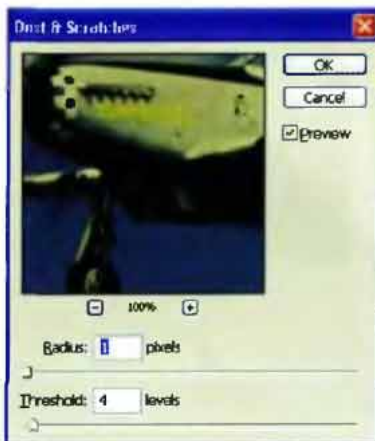 Dust & Scratches
OK
Cancel
Preview
100%
Radius: 1 pixels
Threshold: 4 levels